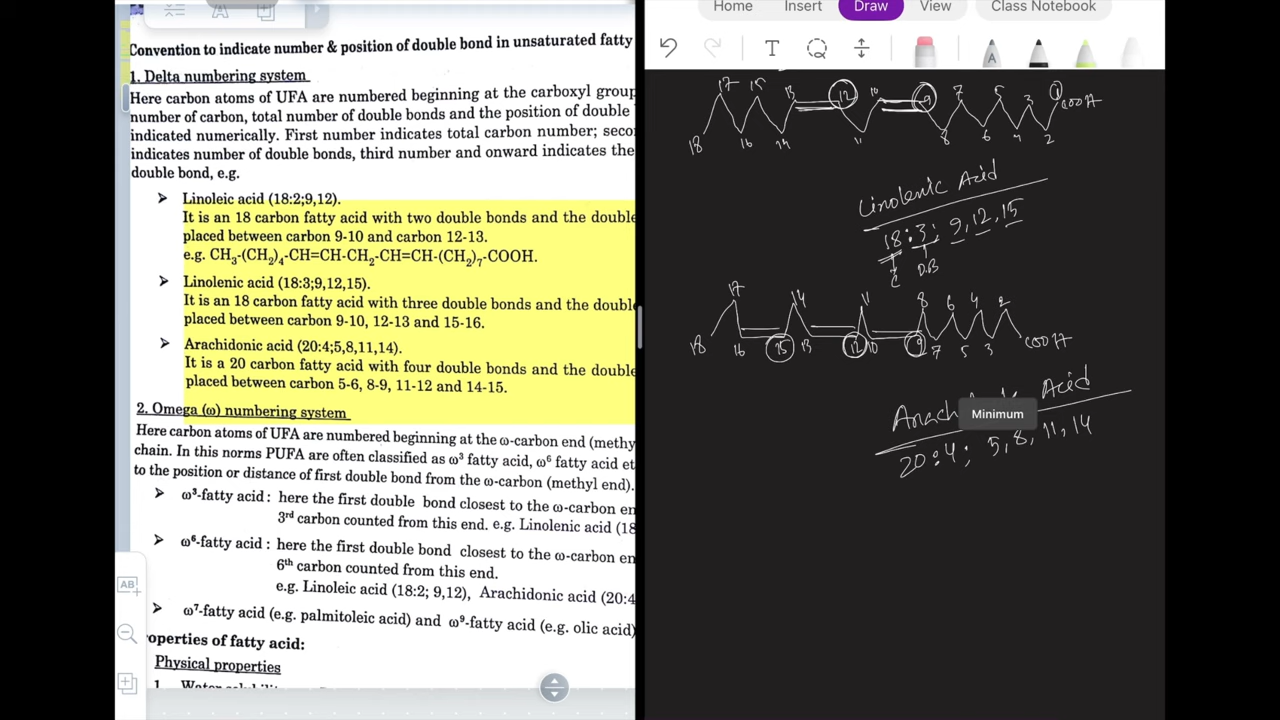 Convention to indicate number & position of double bond in unsaturated fatty
1. Delta numbering system
Here carbon atoms of UFA are numbered beginning at the carboxyl group
number of carbon, total number of double bonds and the position of double
indicated numerically. First number indicates total carbon number; seco
indicates number of double bonds, third number and onward indicates the
double bond, e.g.
➤ Linoleic acid (18:2;9,12).
It is an 18 carbon fatty acid with two double bonds and the double
placed between carbon 9-10 and carbon 12-13.
e.g. CH₃-(CH₂)₄-CH=CH-CH₂-CH=CH-(CH₂)₇-COOH.
➤ Linolenic acid (18:3;9,12,15).
It is an 18 carbon fatty acid with three double bonds and the double
placed between carbon 9-10, 12-13 and 15-16.
➤ Arachidonic acid (20:4;5,8,11,14).
It is a 20 carbon fatty acid with four double bonds and the double
placed between carbon 5-6, 8-9, 11-12 and 14-15.
2. Omega (ω) numbering system
Here carbon atoms of UFA are numbered beginning at the ω-carbon end (methy
chain. In this norms PUFA are often classified as ω³ fatty acid, ω⁶ fatty acid et
to the position or distance of first double bond from the ω-carbon (methyl end).
➤ ω³-fatty acid : here the first double bond closest to the ω-carbon en
3rd carbon counted from this end. e.g. Linolenic acid (18
➤ ω⁶-fatty acid : here the first double bond closest to the ω-carbon en
6th carbon counted from this end.
e.g. Linoleic acid (18:2; 9,12), Arachidonic acid (20:4
➤ ω⁷-fatty acid (e.g. palmitoleic acid) and ω⁹-fatty acid (e.g. olic acid)
roperties of fatty acid:
Physical properties
1. Water solubilit
AB
Home Insert Draw View Class Notebook
T A
17 15 13 12 10 9 7 5 3 1 COOH
18 16 14 11 8 6 4 2
Linolenic Acid
18:3; 9,12,15
C D.B
17 14 11 8 6 4 2
18 16 15 13 12 10 9 7 5 3 COOH
Arach Acid
Minimum
20:4; 5,8,11,14